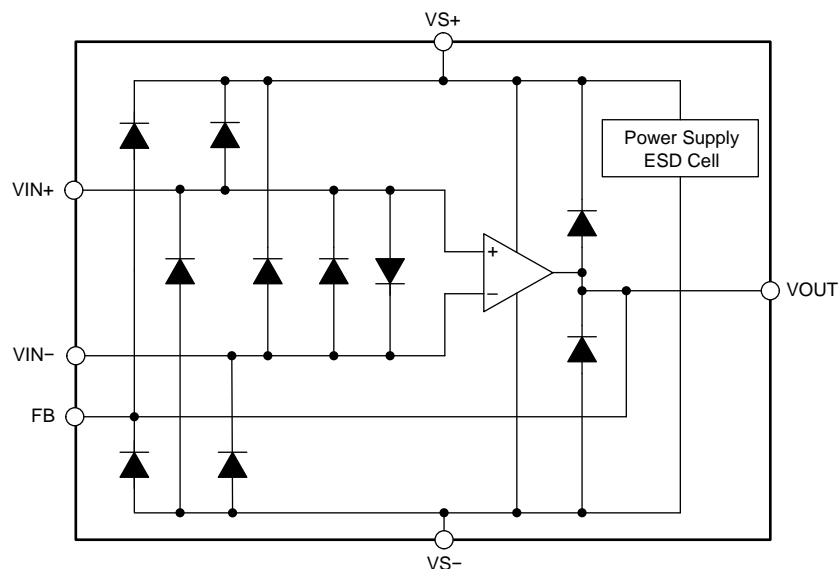 VS+
Power Supply
ESD Cell
VIN+
+
−
VOUT
VIN−
FB
VS−